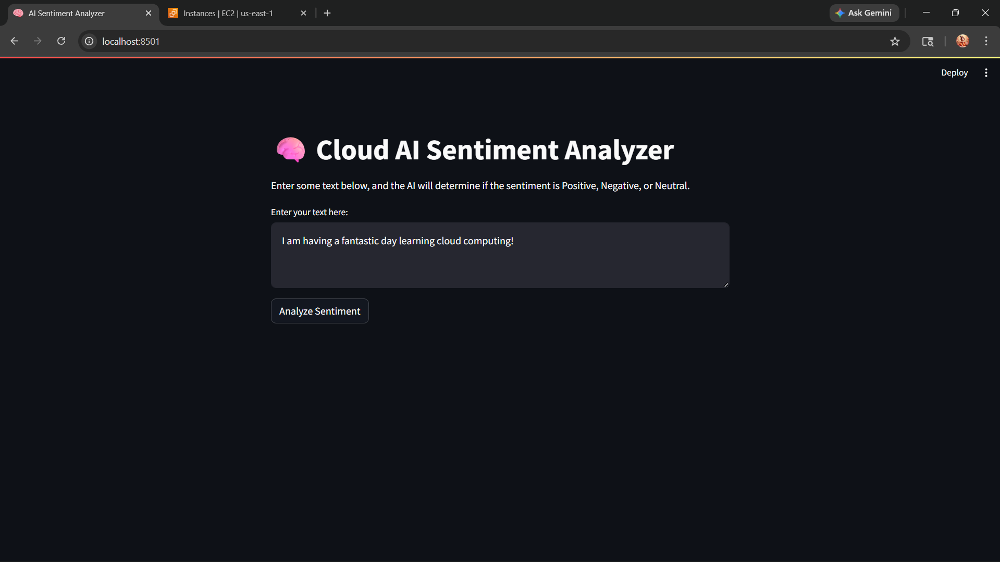 AI Sentiment Analyzer
Instances | EC2 | us-east-1
Ask Gemini
localhost:8501
Deploy
Cloud AI Sentiment Analyzer
Enter some text below, and the AI will determine if the sentiment is Positive, Negative, or Neutral.
Enter your text here:
I am having a fantastic day learning cloud computing!
Analyze Sentiment